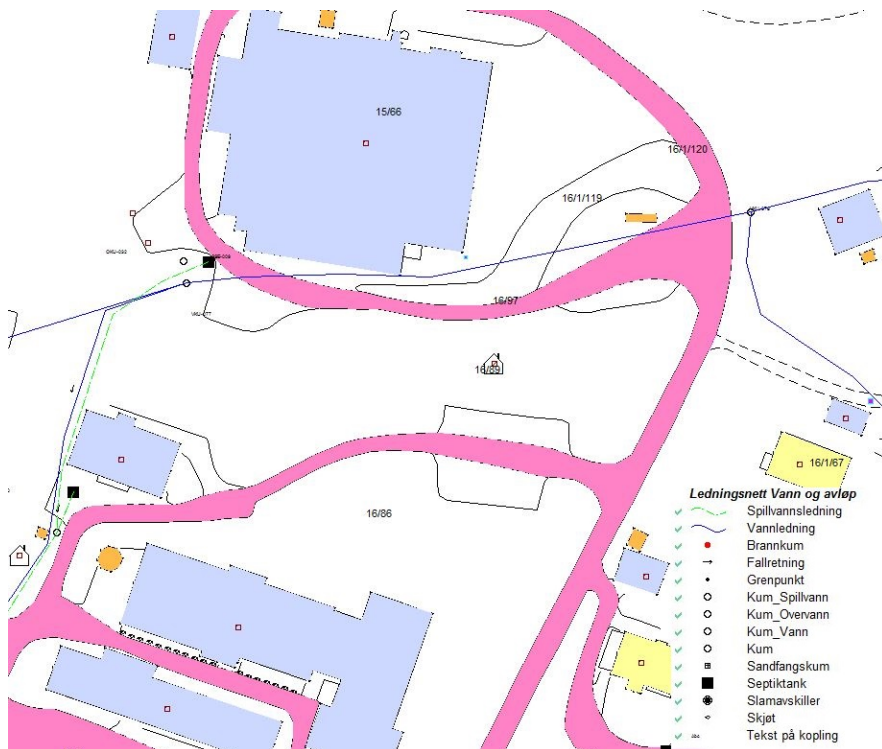 15/66
16/1/120
16/1/119
16/97
16/89
16/1/67
16/86
Ledningsnett Vann og avløp
Spillvannsledning
Vannledning
Brannkum
Fallretning
Grenpunkt
Kum_Spillvann
Kum_Overvann
Kum_Vann
Kum
Sandfangskum
Septiktank
Slamavskiller
Skjøt
Tekst på kopling